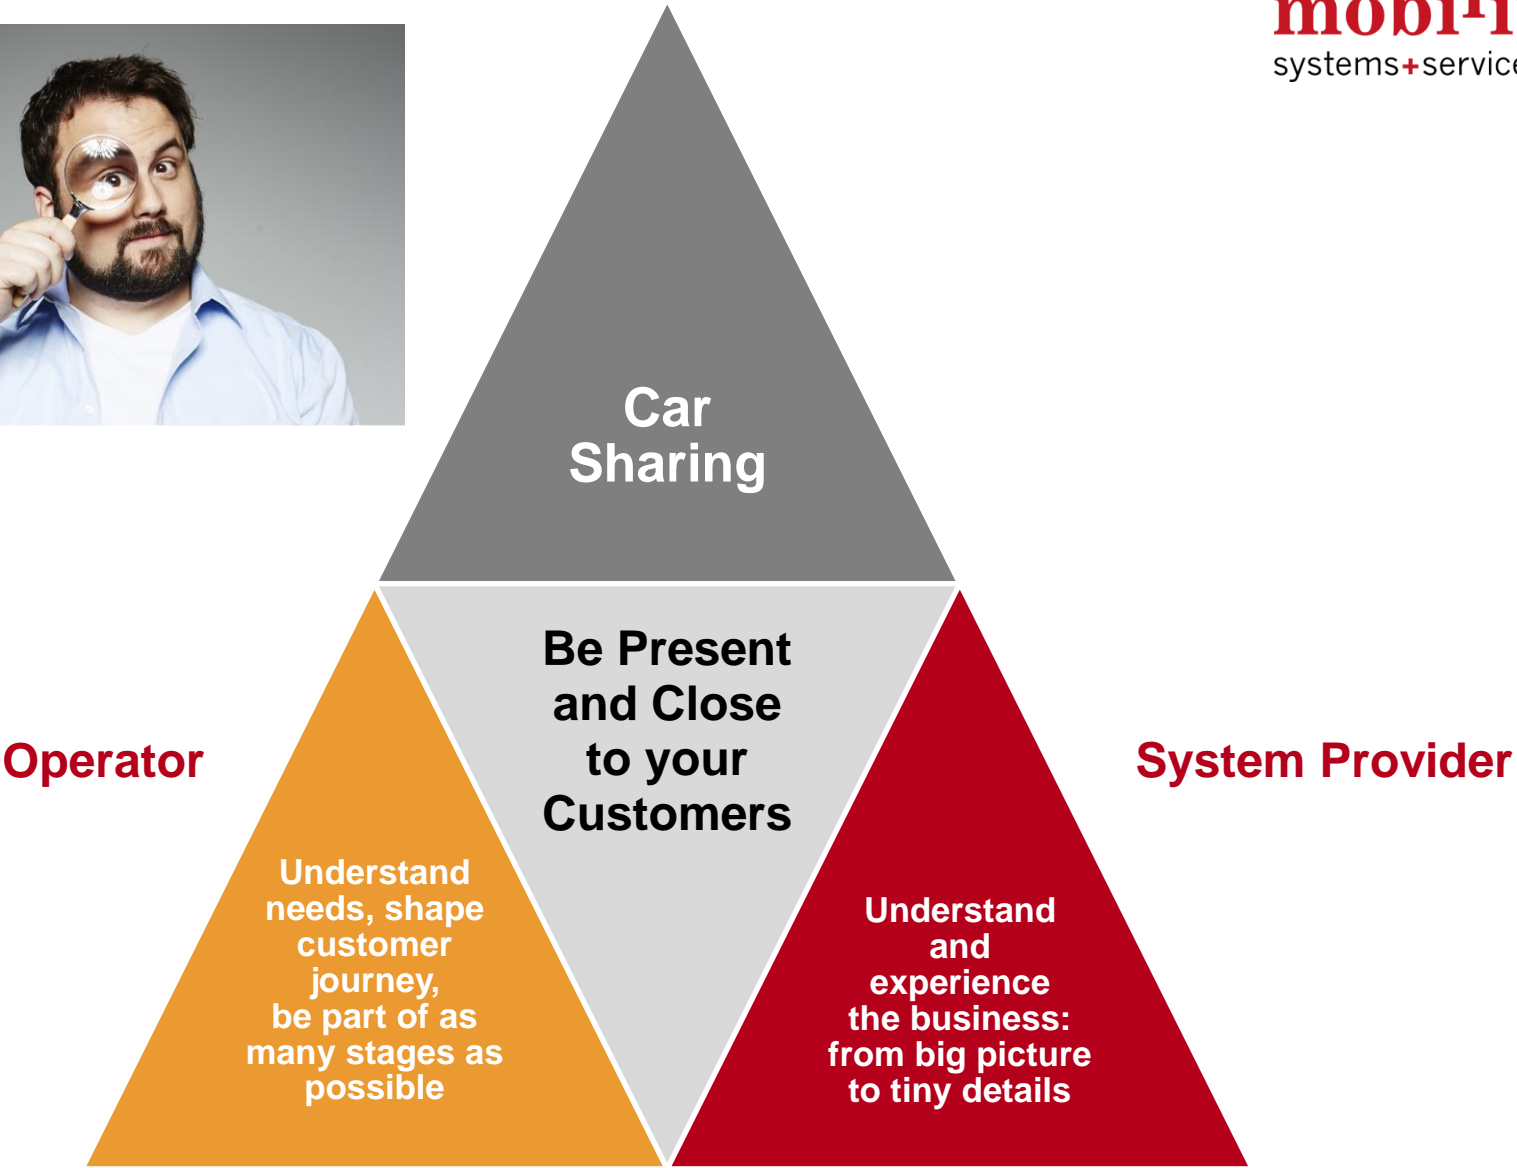 systems+service
Car
Sharing
Be Present
and Close
to your
Customers
Operator
System Provider
Understand
needs, shape
customer
journey,
be part of as
many stages as
possible
Understand
and
experience
the business:
from big picture
to tiny details